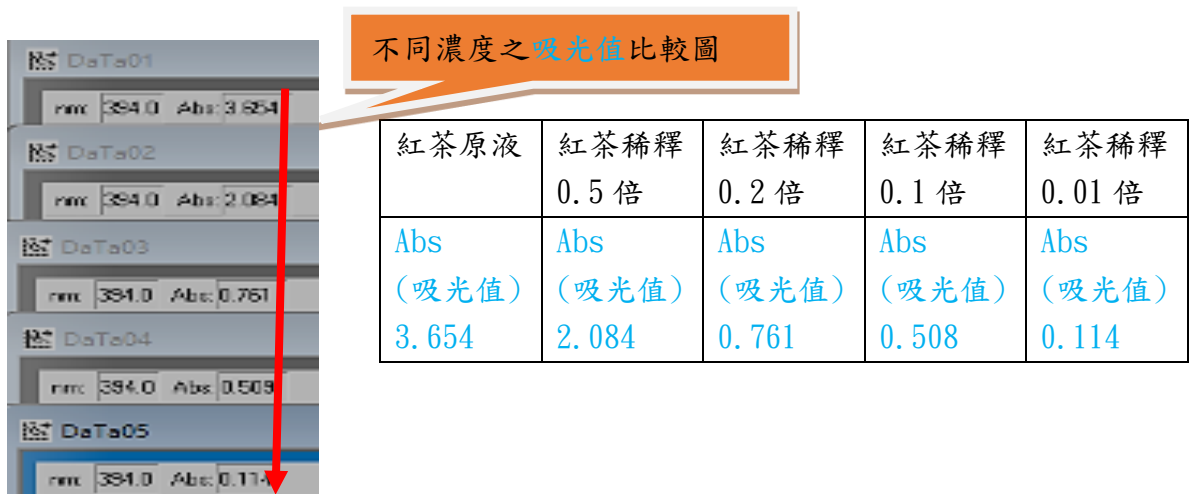 不同濃度之吸光值比較圖
DaTa01
nm: 394.0 Abs: 3.654
DaTa02
nm: 394.0 Abs: 2.084
DaTa03
nm: 394.0 Abs: 0.761
DaTa04
nm: 394.0 Abs: 0.509
DaTa05
nm: 394.0 Abs: 0.114
紅茶原液 紅茶稀釋 紅茶稀釋 紅茶稀釋 紅茶稀釋
0.5 倍 0.2 倍 0.1 倍 0.01 倍
Abs Abs Abs Abs Abs
(吸光值) (吸光值) (吸光值) (吸光值) (吸光值)
3.654 2.084 0.761 0.508 0.114